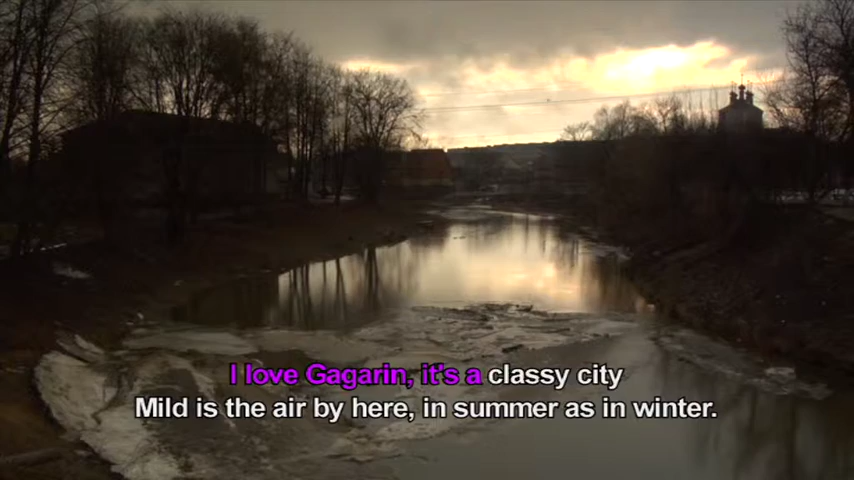 I love Gagarin, it's a classy city
Mild is the air by here, in summer as in winter.